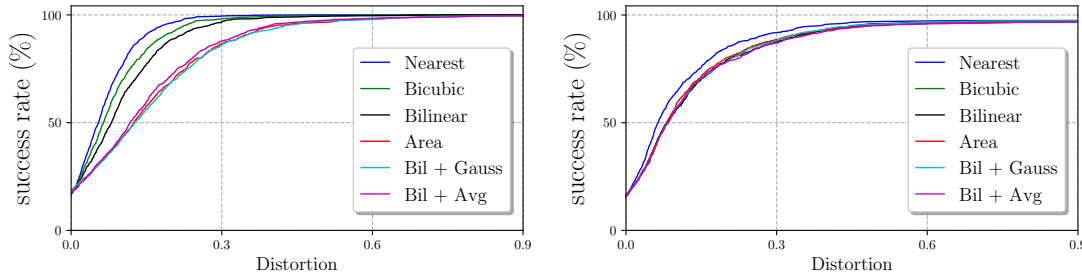 success rate (%)
100
50
0
0.0
0.3
0.6
0.9
Distortion
Nearest
Bicubic
Bilinear
Area
Bil + Gauss
Bil + Avg
success rate (%)
100
50
0
0.0
0.3
0.6
0.9
Distortion
Nearest
Bicubic
Bilinear
Area
Bil + Gauss
Bil + Avg